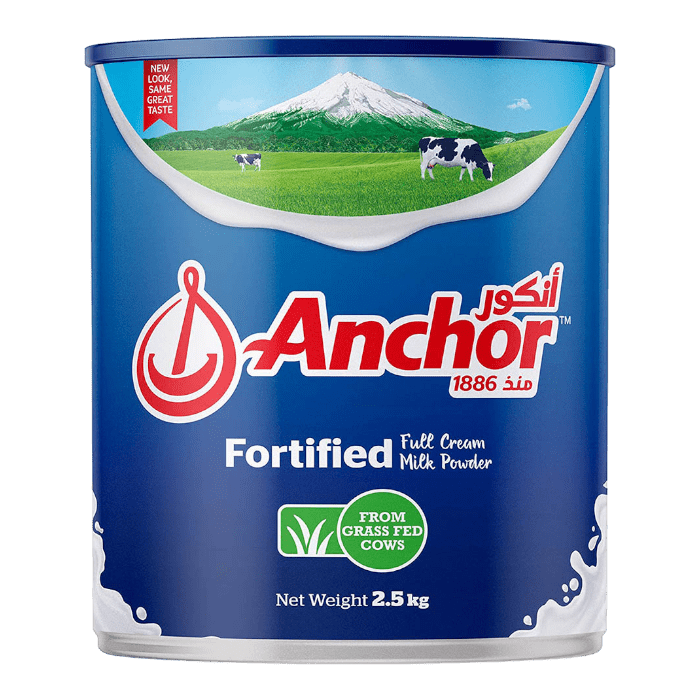 NEW
LOOK,
SAME
GREAT
TASTE
أنكور
Anchor™
منذ 1886
Fortified Full Cream
Milk Powder
FROM
GRASS FED
COWS
Net Weight 2.5 kg